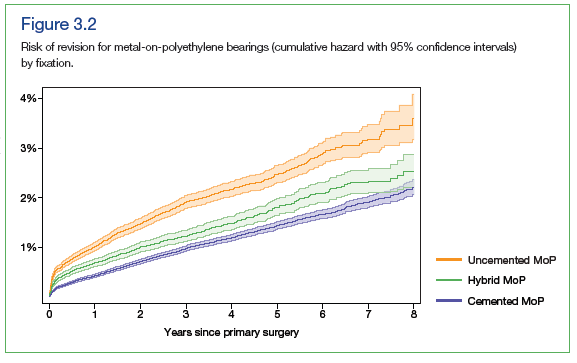 Figure 3.2
Risk of revision for metal-on-polyethylene bearings (cumulative hazard with 95% confidence intervals)
by fixation.
4%
3%
2%
1%
0 1 2 3 4 5 6 7 8
Years since primary surgery
Uncemented MoP
Hybrid MoP
Cemented MoP